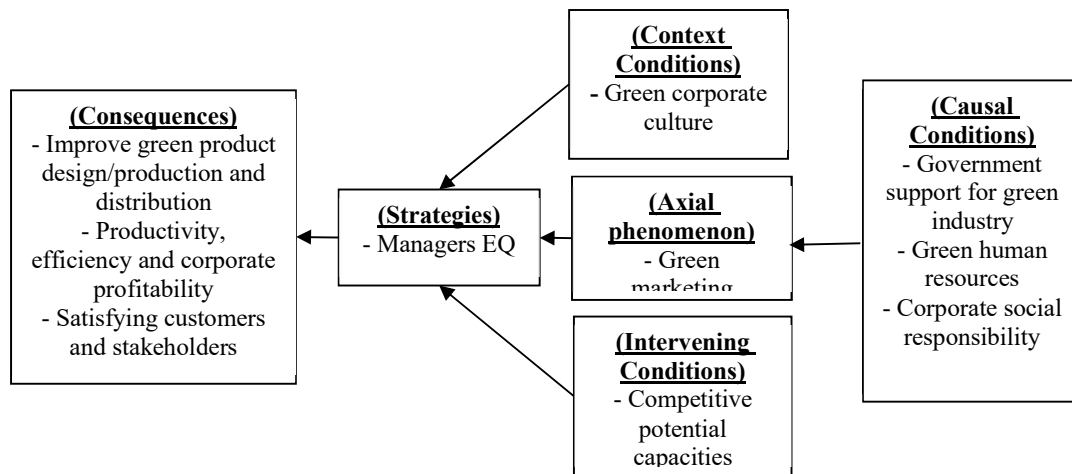 (Consequences)
- Improve green product
design/production and
distribution
- Productivity,
efficiency and corporate
profitability
- Satisfying customers
and stakeholders
(Strategies)
- Managers EQ
(Context
Conditions)
- Green corporate
culture
(Axial
phenomenon)
- Green
marketing
(Intervening
Conditions)
- Competitive
potential
capacities
(Causal
Conditions)
- Government
support for green
industry
- Green human
resources
- Corporate social
responsibility